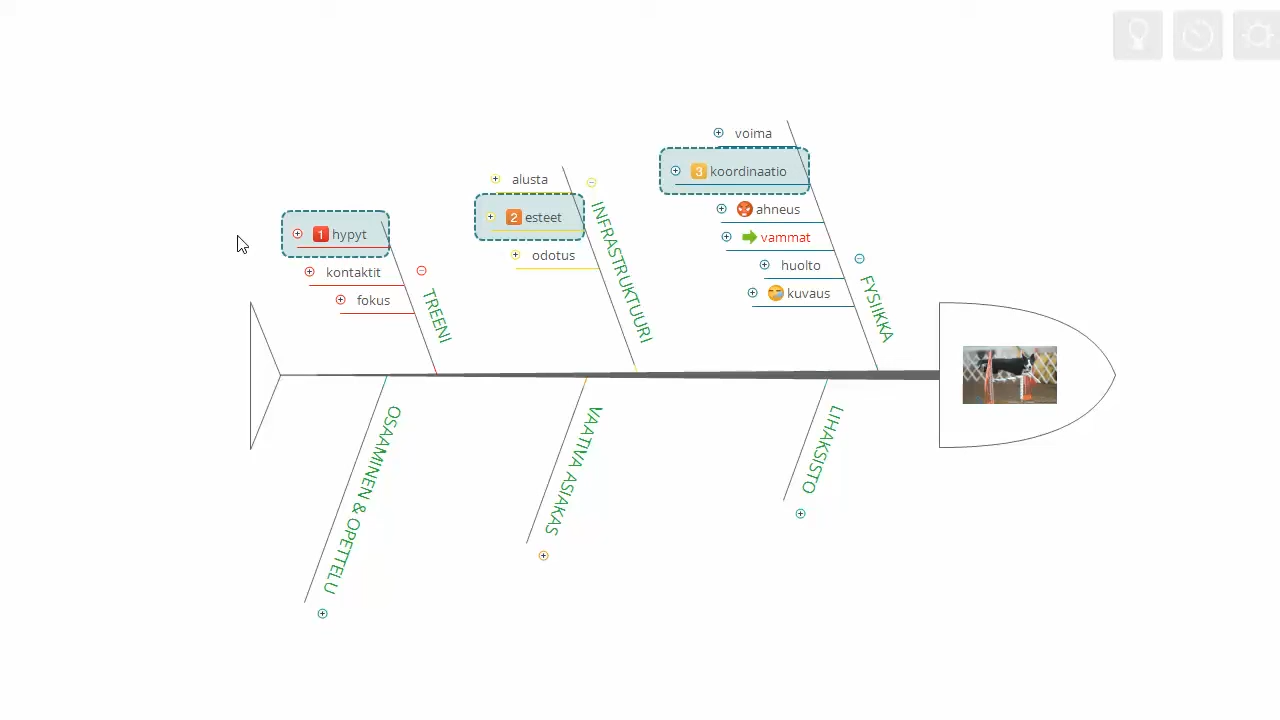 TREENI
1 hypyt
kontaktit
fokus
INFRASTRUKTUURI
alusta
2 esteet
odotus
FYSIIKKA
voima
3 koordinaatio
ahneus
vammat
huolto
kuvaus
OSAAMINEN & OPETTELU
VAATIVA ASIAKAS
LIHAKSISTO